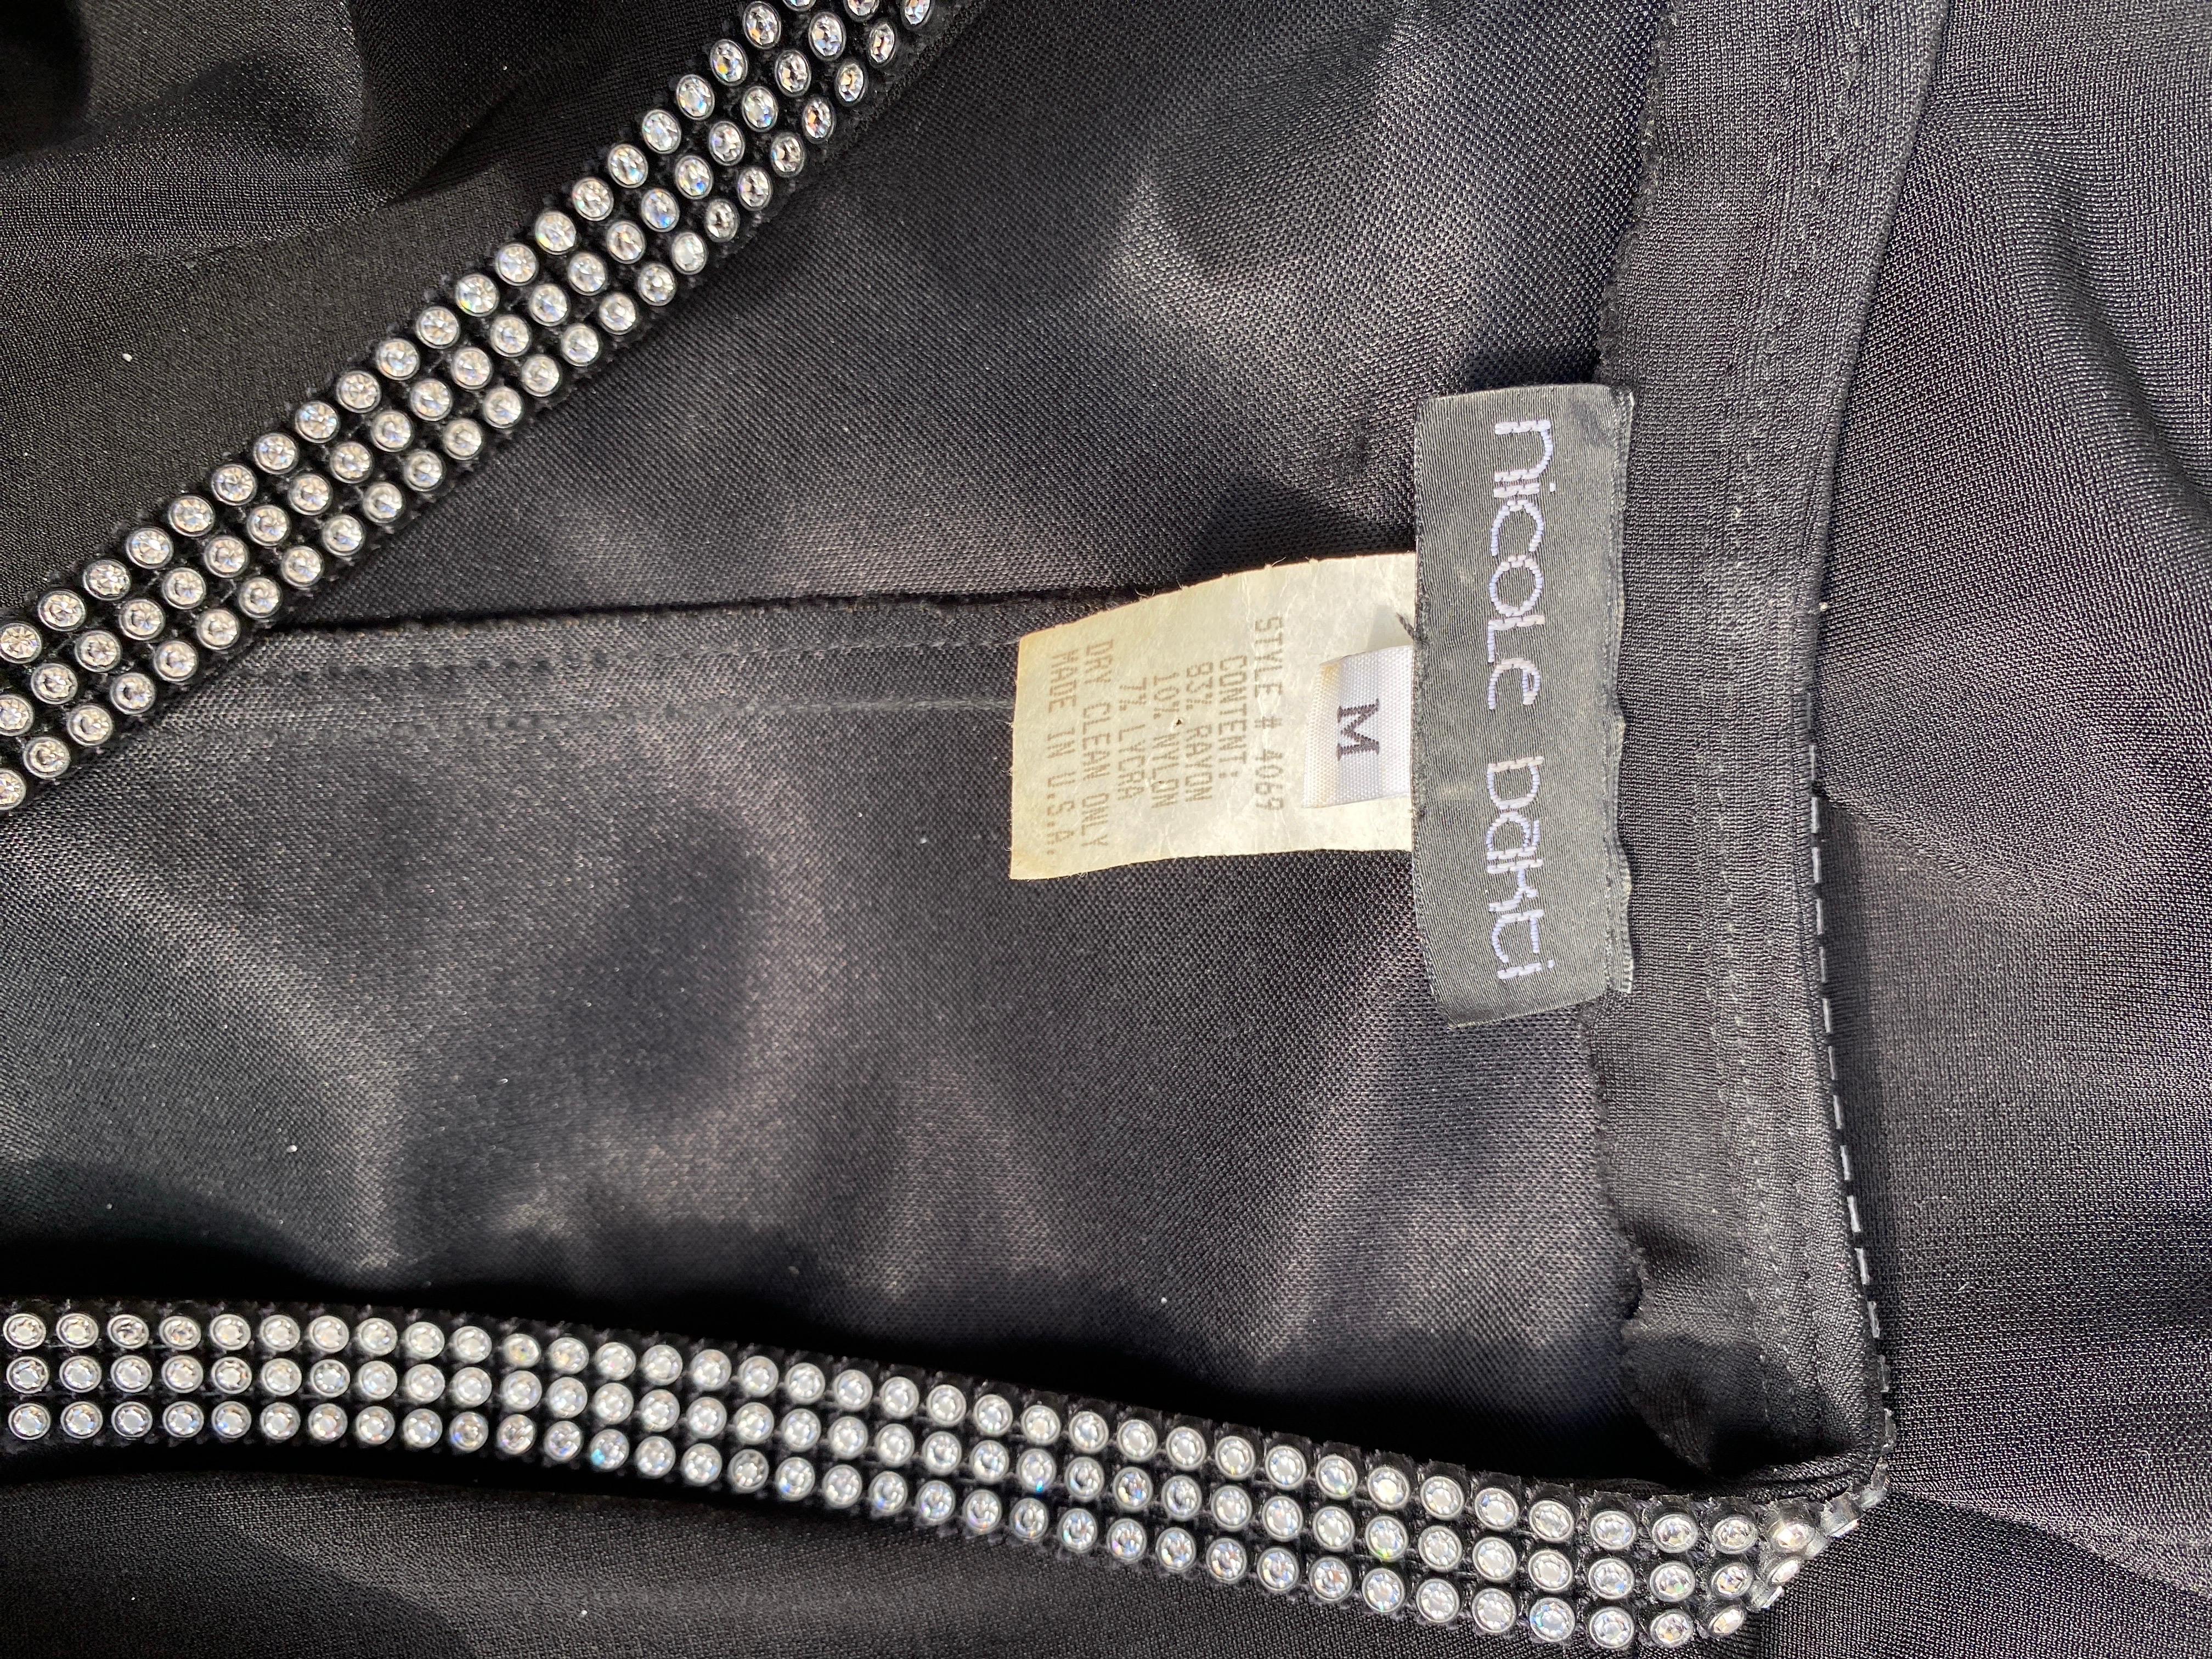 nicoLe bakti
M
STYLE # 4069
CONTENT:
83% RAYON
10% NYLON
7% LYCRA
DRY CLEAN ONLY
MADE IN U.S.A.